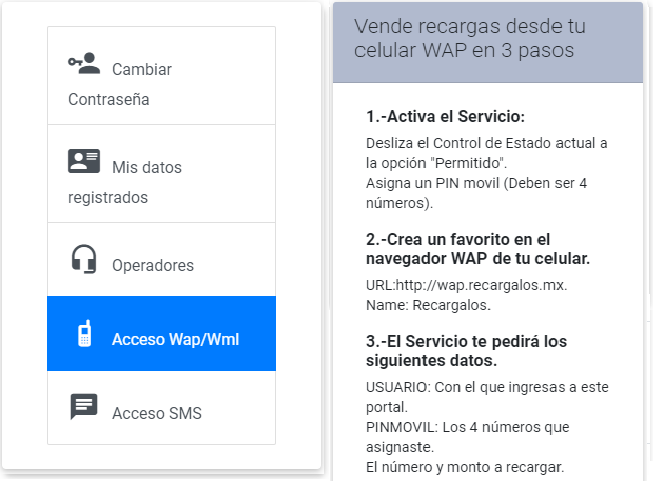 Cambiar
Contraseña
Mis datos
registrados
Operadores
Acceso Wap/Wml
Acceso SMS
Vende recargas desde tu
celular WAP en 3 pasos
1.-Activa el Servicio:
Desliza el Control de Estado actual a
la opción "Permitido".
Asigna un PIN movil (Deben ser 4
números).
2.-Crea un favorito en el
navegador WAP de tu celular.
URL:http://wap.recargalos.mx.
Name: Recargalos.
3.-El Servicio te pedirá los
siguientes datos.
USUARIO: Con el que ingresas a este
portal.
PINMOVIL: Los 4 números que
asignaste.
El número y monto a recargar.